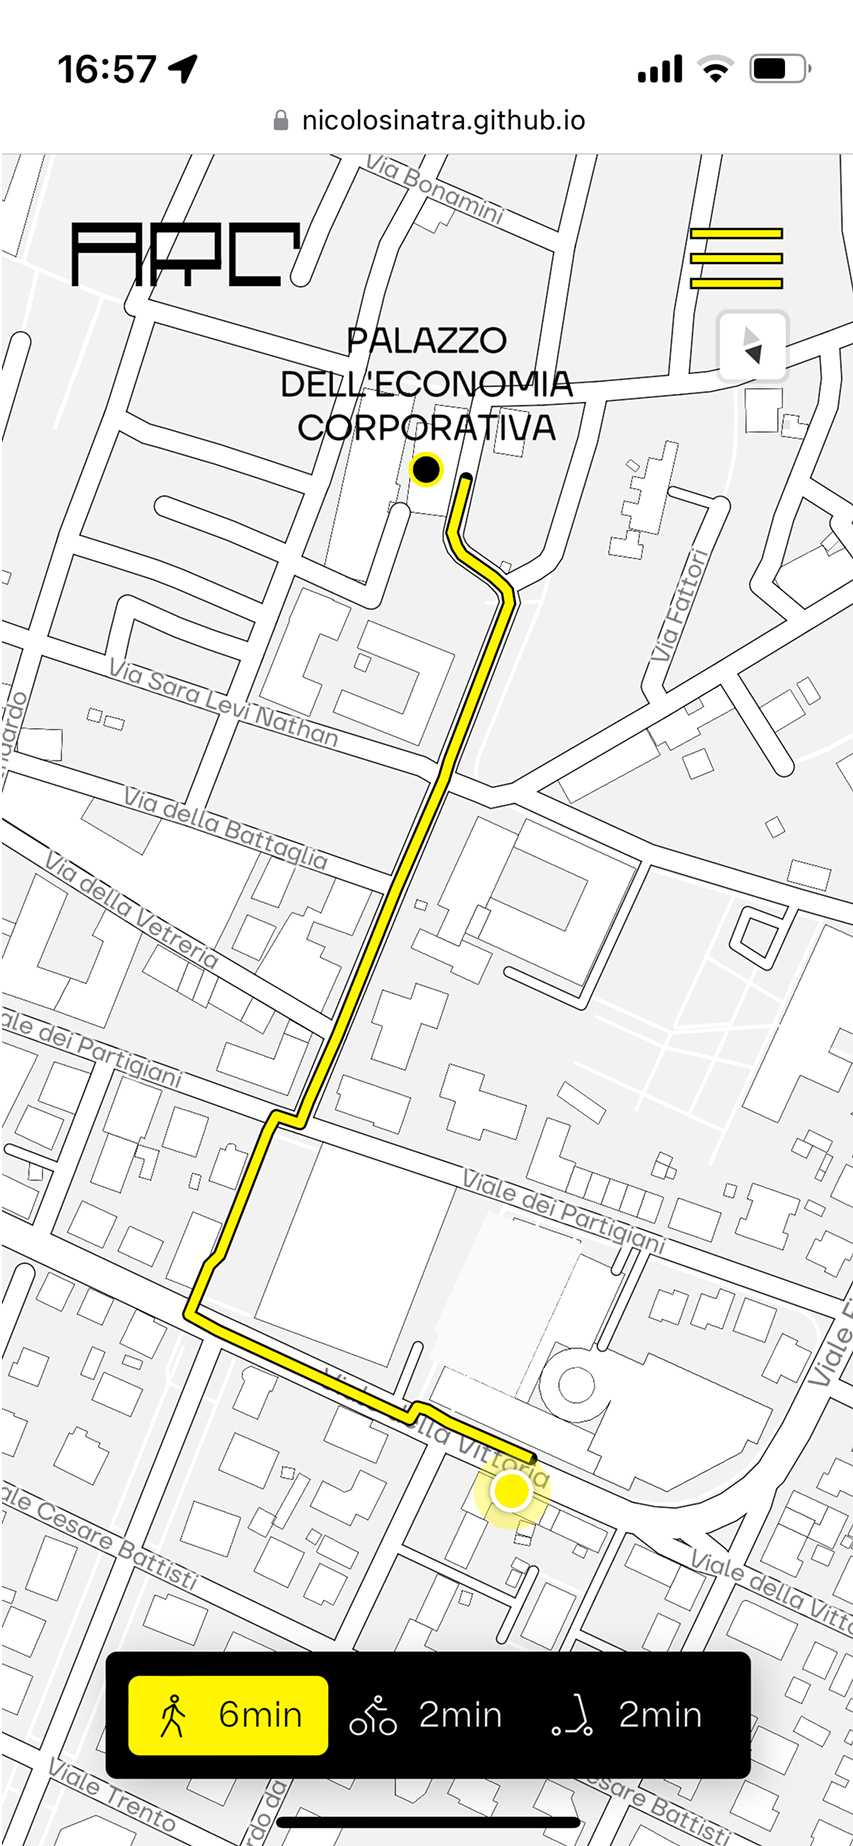 16:57
nicolosinatra.github.io
Via Bonamini
ARC
PALAZZO
DELL'ECONOMIA
CORPORATIVA
Via Fattori
Via Sara Levi Nathan
Via della Battaglia
Via della Vetreria
ale dei Partigiani
Viale dei Partigiani
Viale della Vittoria
ale Cesare Battisti
Viale della Vitto
Viale
6min
2min
2min
Viale Trento
esare Battisti